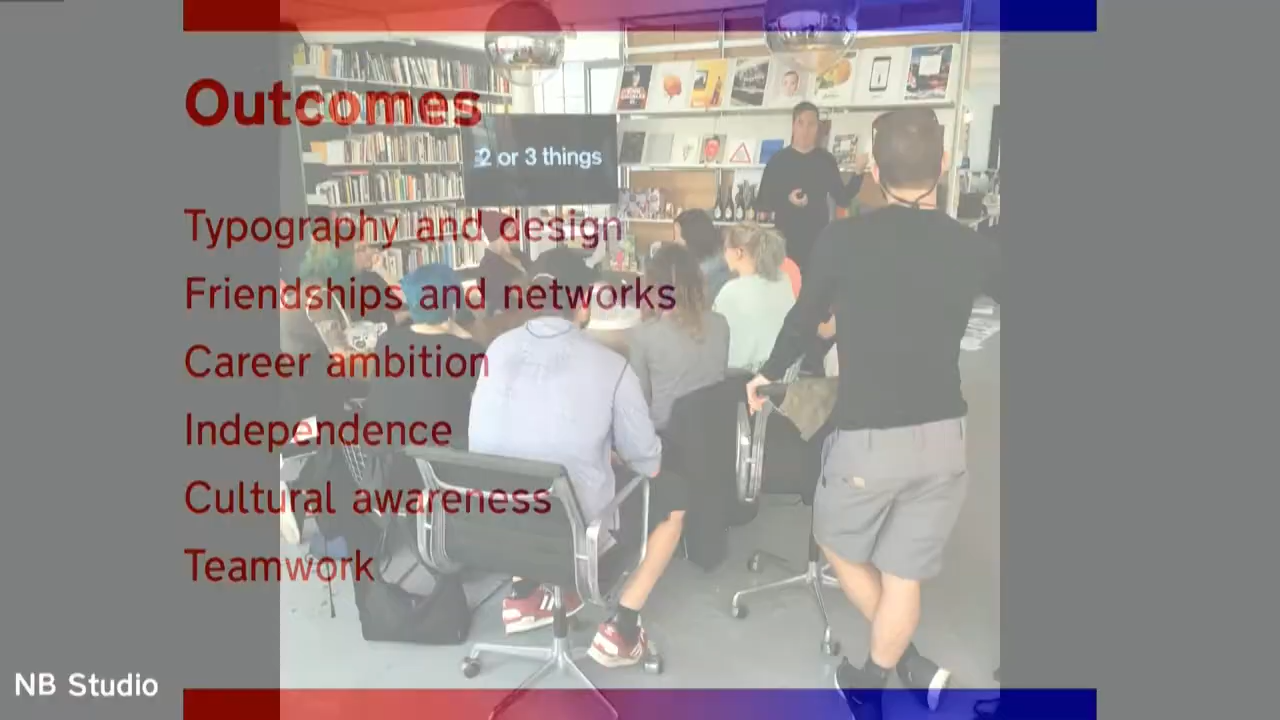 Outcomes
2 or 3 things
Typography and design
Friendships and networks
Career ambition
Independence
Cultural awareness
Teamwork
NB Studio